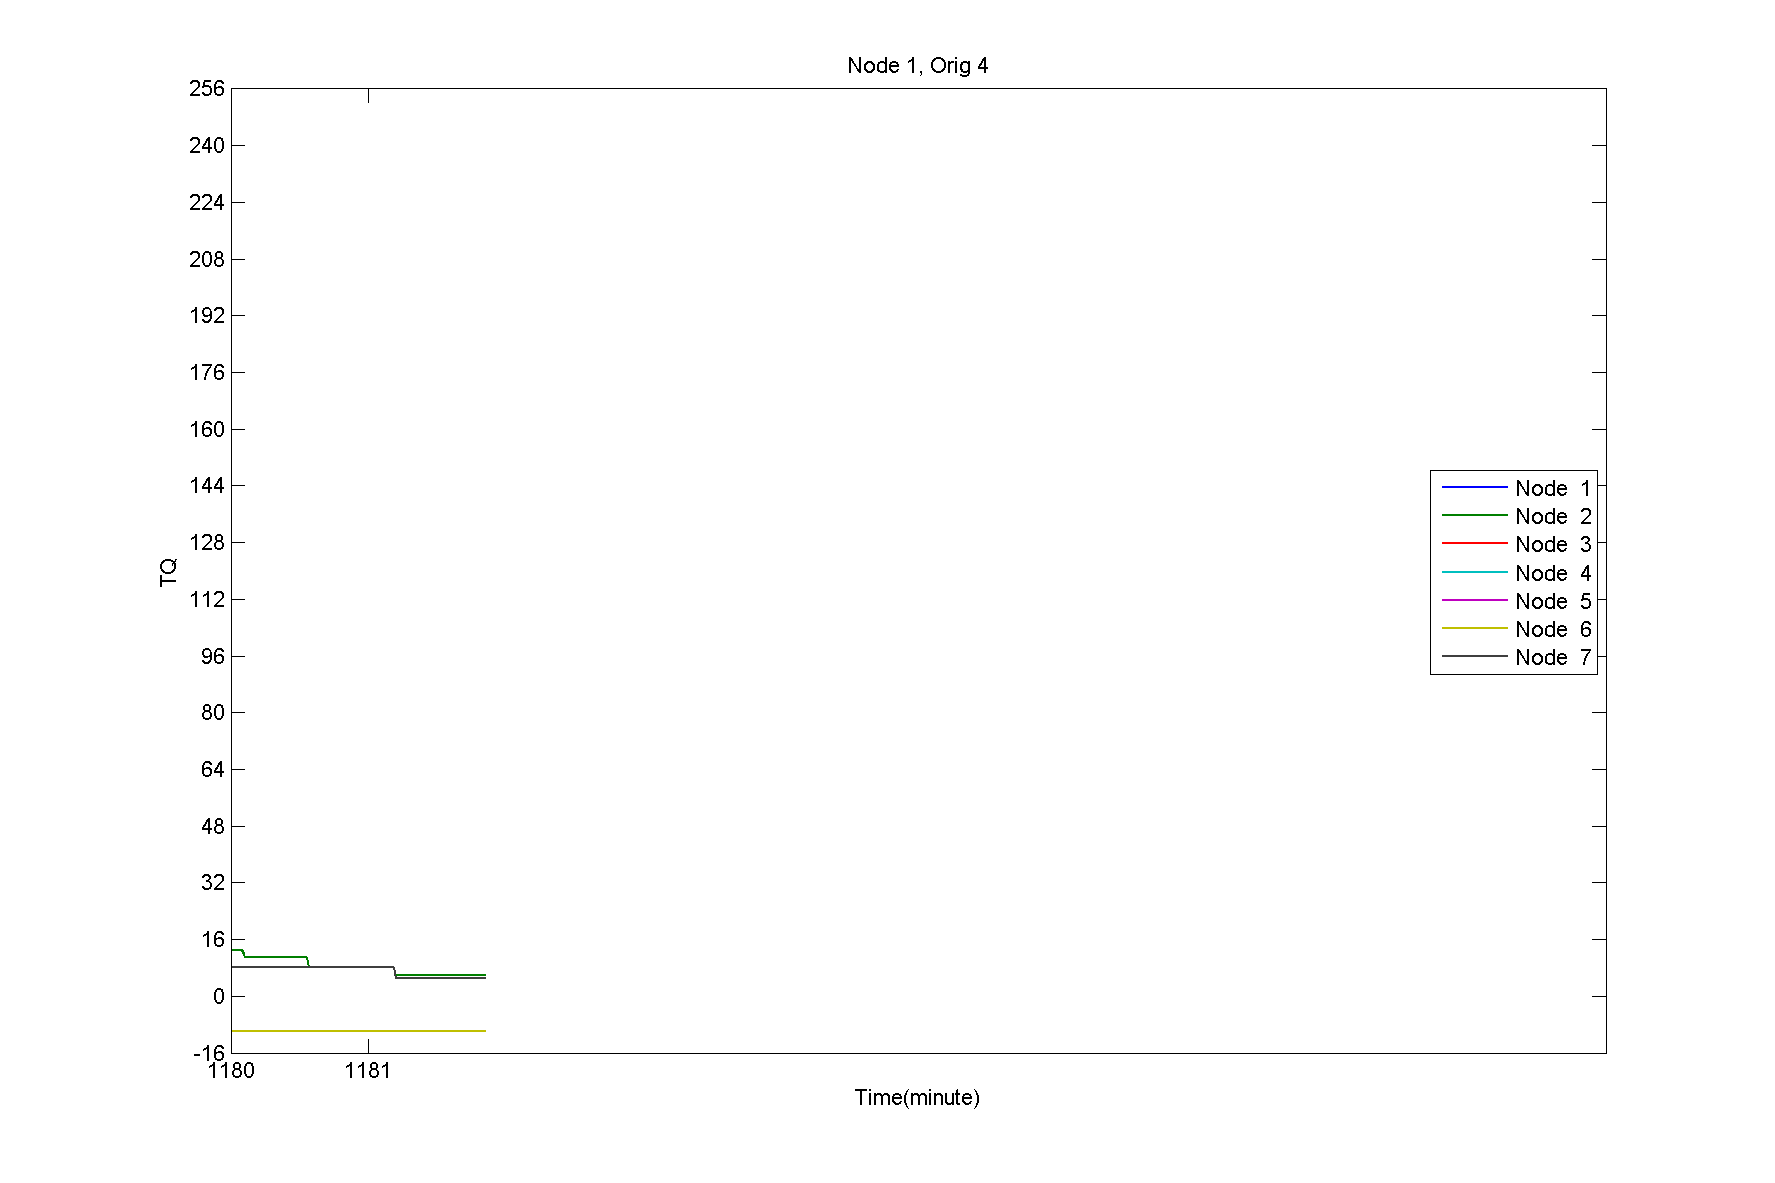 Node 1, Orig 4
256
240
224
208
192
176
160
144
128
112
96
80
64
48
32
16
0
-16
TQ
Node 1
Node 2
Node 3
Node 4
Node 5
Node 6
Node 7
1180 1181
Time(minute)